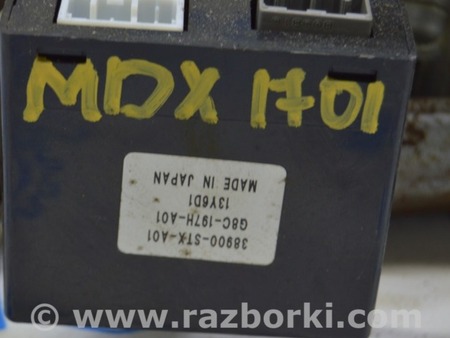 MDX 1701
38900-STX-A01
G8C-197H-A01
13Y6D1
MADE IN JAPAN
© www.razborki.com